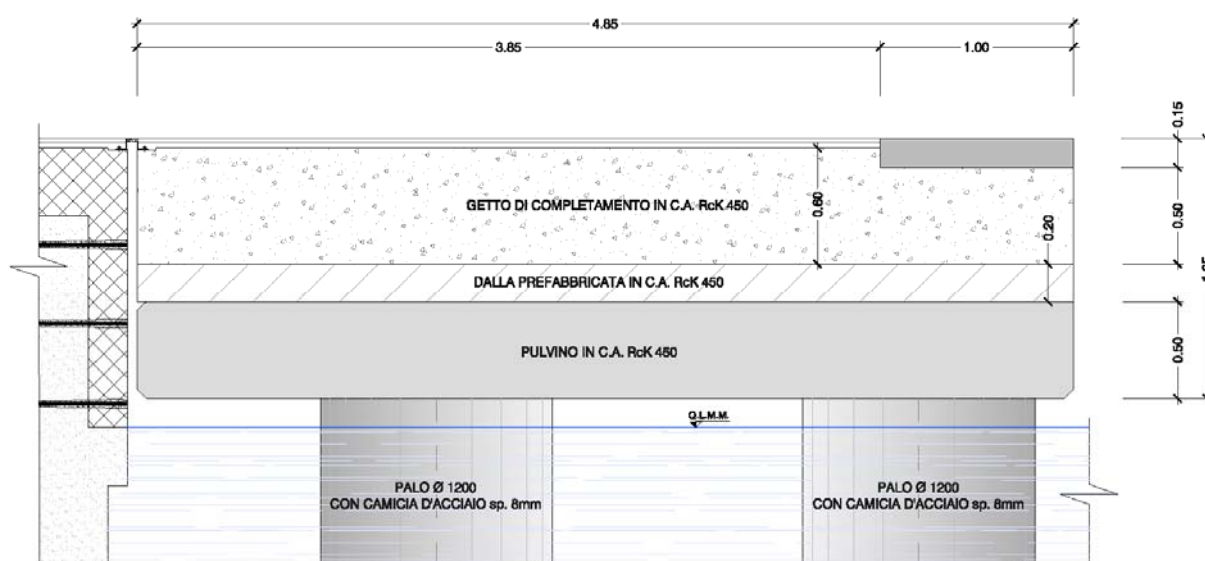 4.85
3.85
1.00
0.15
GETTO DI COMPLETAMENTO IN C.A. RcK 450
0.60
0.50
0.20
DALLA PREFABBRICATA IN C.A. RcK 450
PULVINO IN C.A. RcK 450
0.50
Q.L.M.M.
PALO Ø 1200
CON CAMICIA D'ACCIAIO sp. 8mm
PALO Ø 1200
CON CAMICIA D'ACCIAIO sp. 8mm